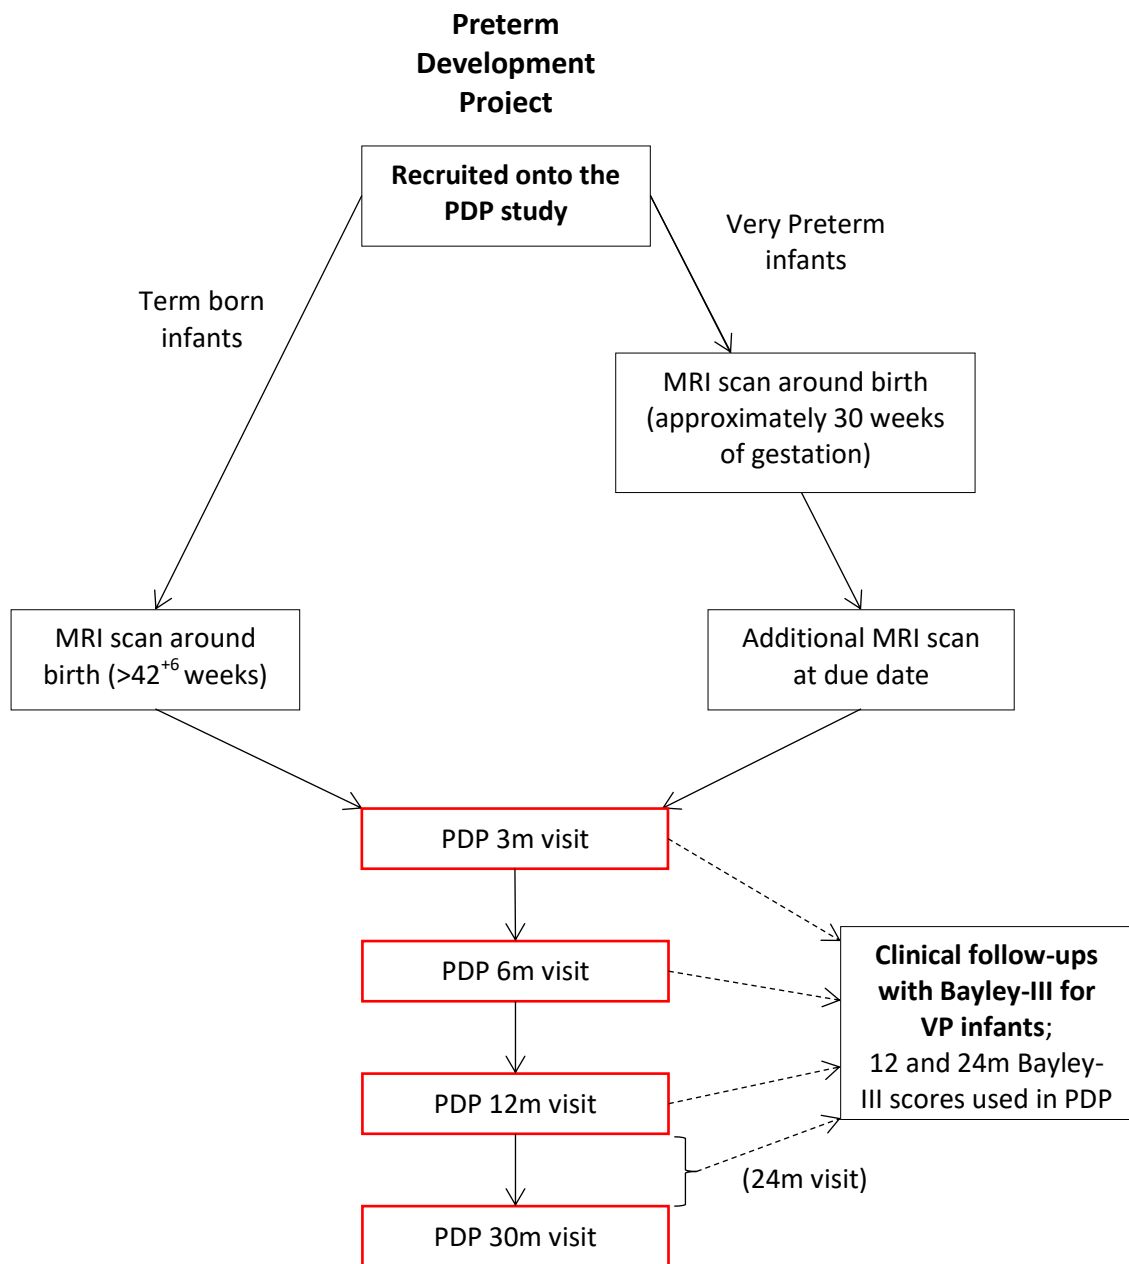 Preterm
Development
Project
Recruited onto the
PDP study
Very Preterm
infants
Term born
infants
MRI scan around birth
(approximately 30 weeks
of gestation)
MRI scan around
birth (>42⁺⁶ weeks)
Additional MRI scan
at due date
PDP 3m visit
PDP 6m visit
Clinical follow-ups
with Bayley-III for
VP infants;
12 and 24m Bayley-
III scores used in PDP
PDP 12m visit
(24m visit)
PDP 30m visit